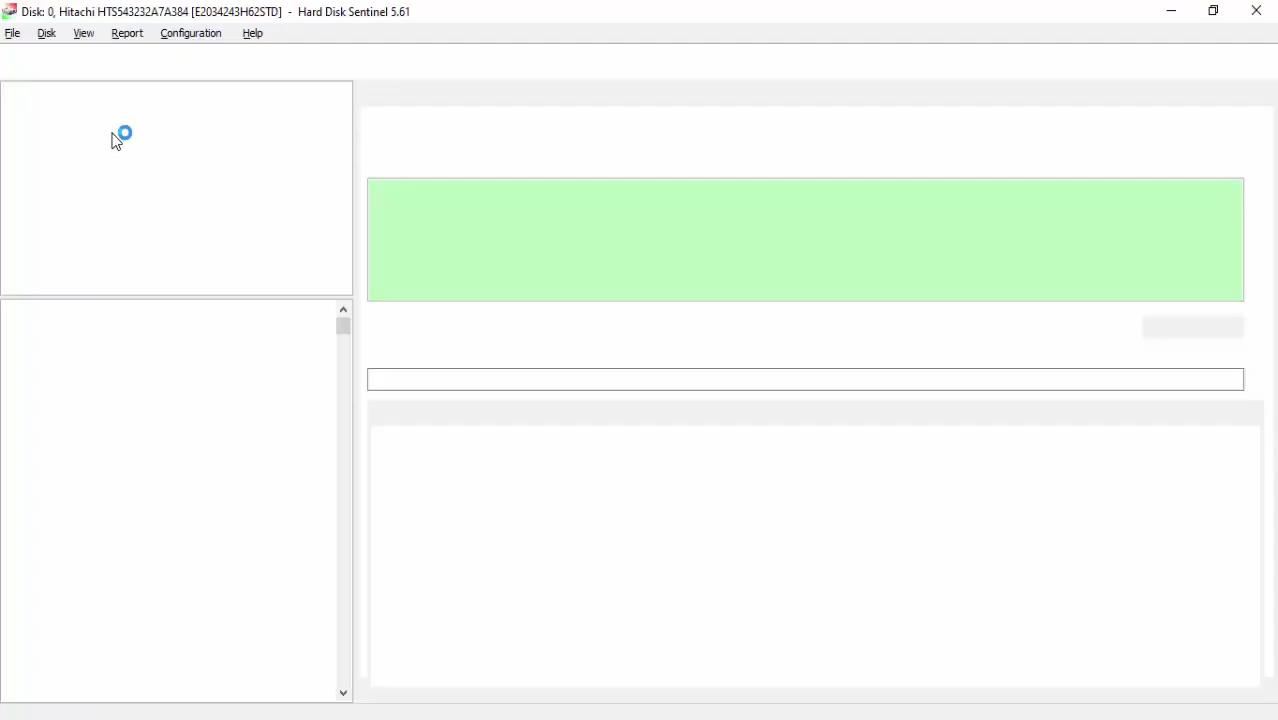 Disk: 0, Hitachi HTS543232A7A384 [E2034243H62STD] - Hard Disk Sentinel 5.61
File Disk View Report Configuration Help